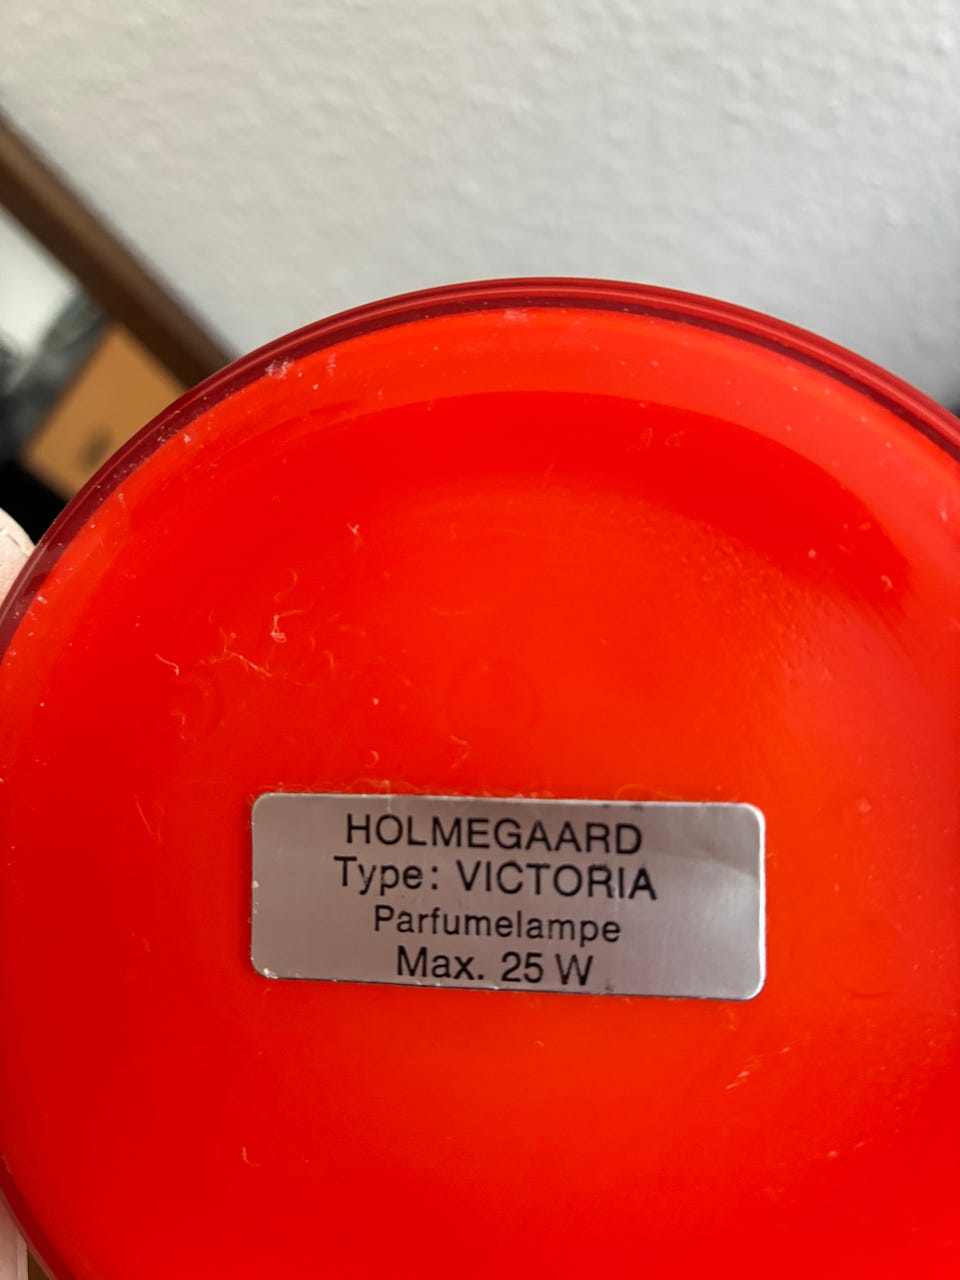 HOLMEGAARD
Type: VICTORIA
Parfumelampe
Max. 25 W